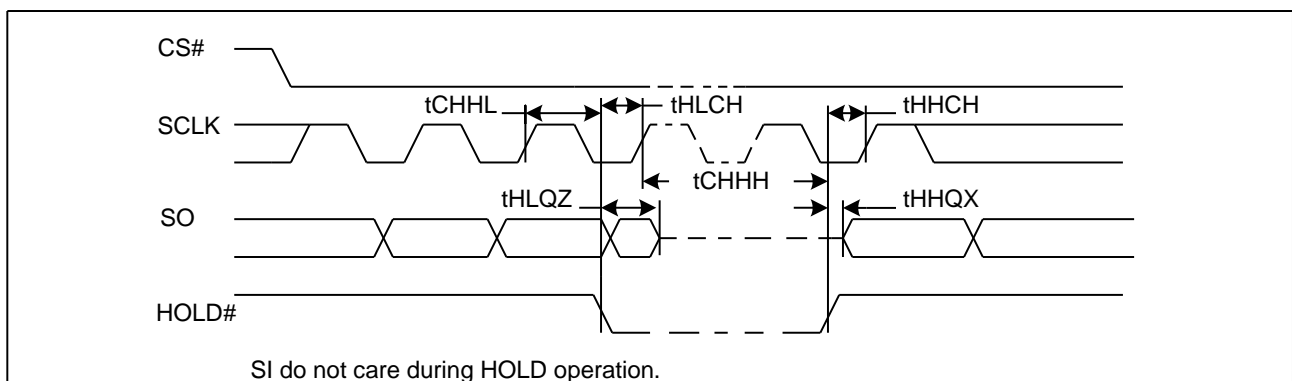 CS#
tCHHL
tHLCH
tHHCH
SCLK
tCHHH
tHLQZ
tHHQX
SO
HOLD#
SI do not care during HOLD operation.